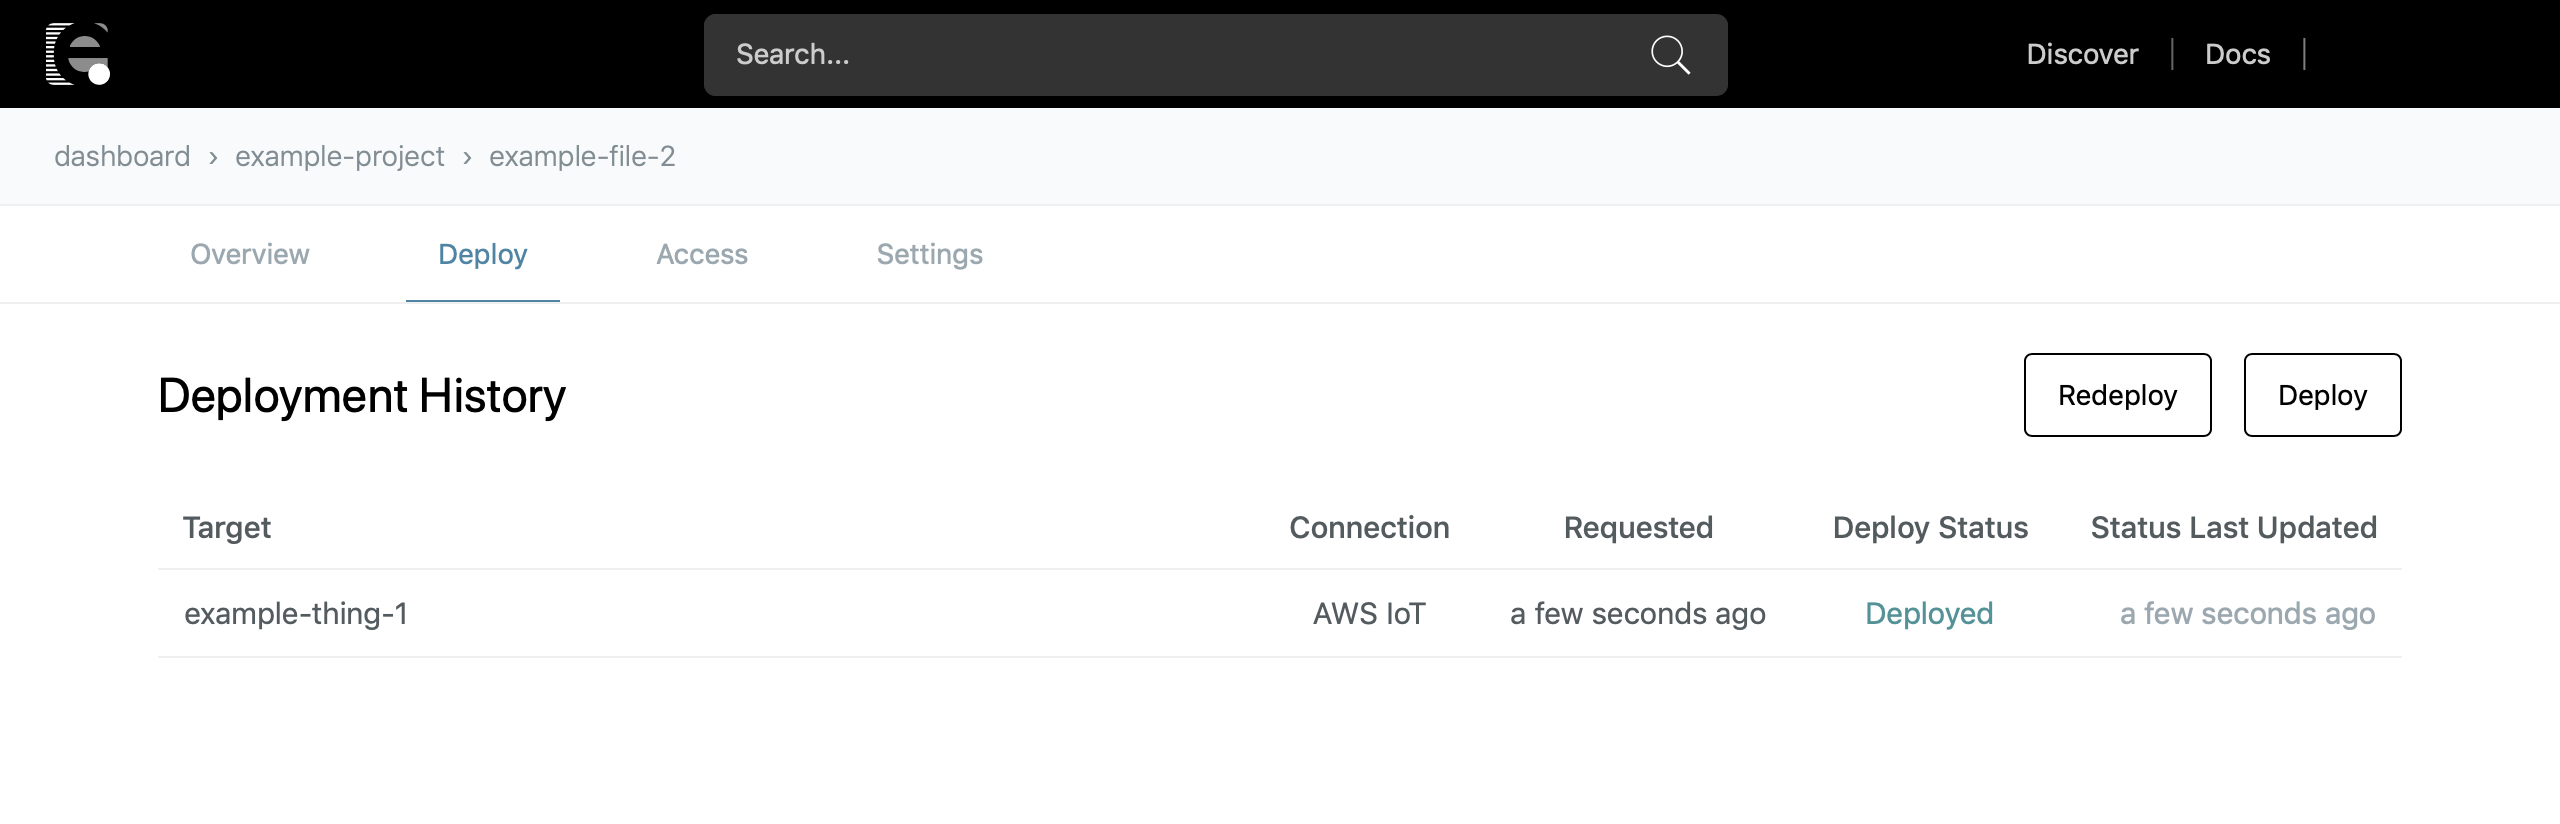 Search... Discover | Docs |
dashboard › example-project › example-file-2
Overview Deploy Access Settings
Deployment History Redeploy Deploy
Target Connection Requested Deploy Status Status Last Updated
example-thing-1 AWS IoT a few seconds ago Deployed a few seconds ago